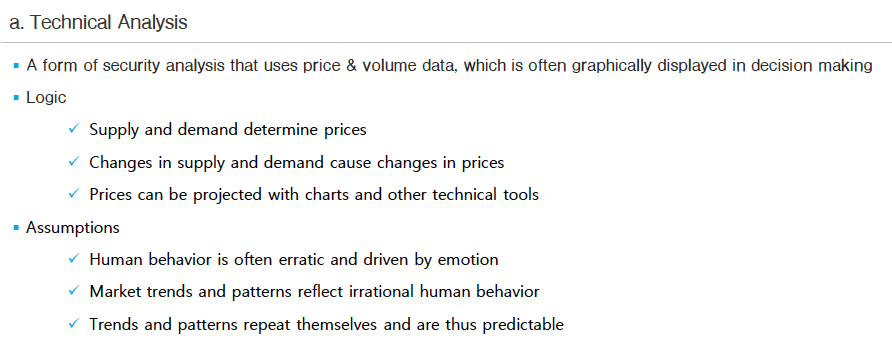 a. Technical Analysis
▪ A form of security analysis that uses price & volume data, which is often graphically displayed in decision making
▪ Logic
✓ Supply and demand determine prices
✓ Changes in supply and demand cause changes in prices
✓ Prices can be projected with charts and other technical tools
▪ Assumptions
✓ Human behavior is often erratic and driven by emotion
✓ Market trends and patterns reflect irrational human behavior
✓ Trends and patterns repeat themselves and are thus predictable